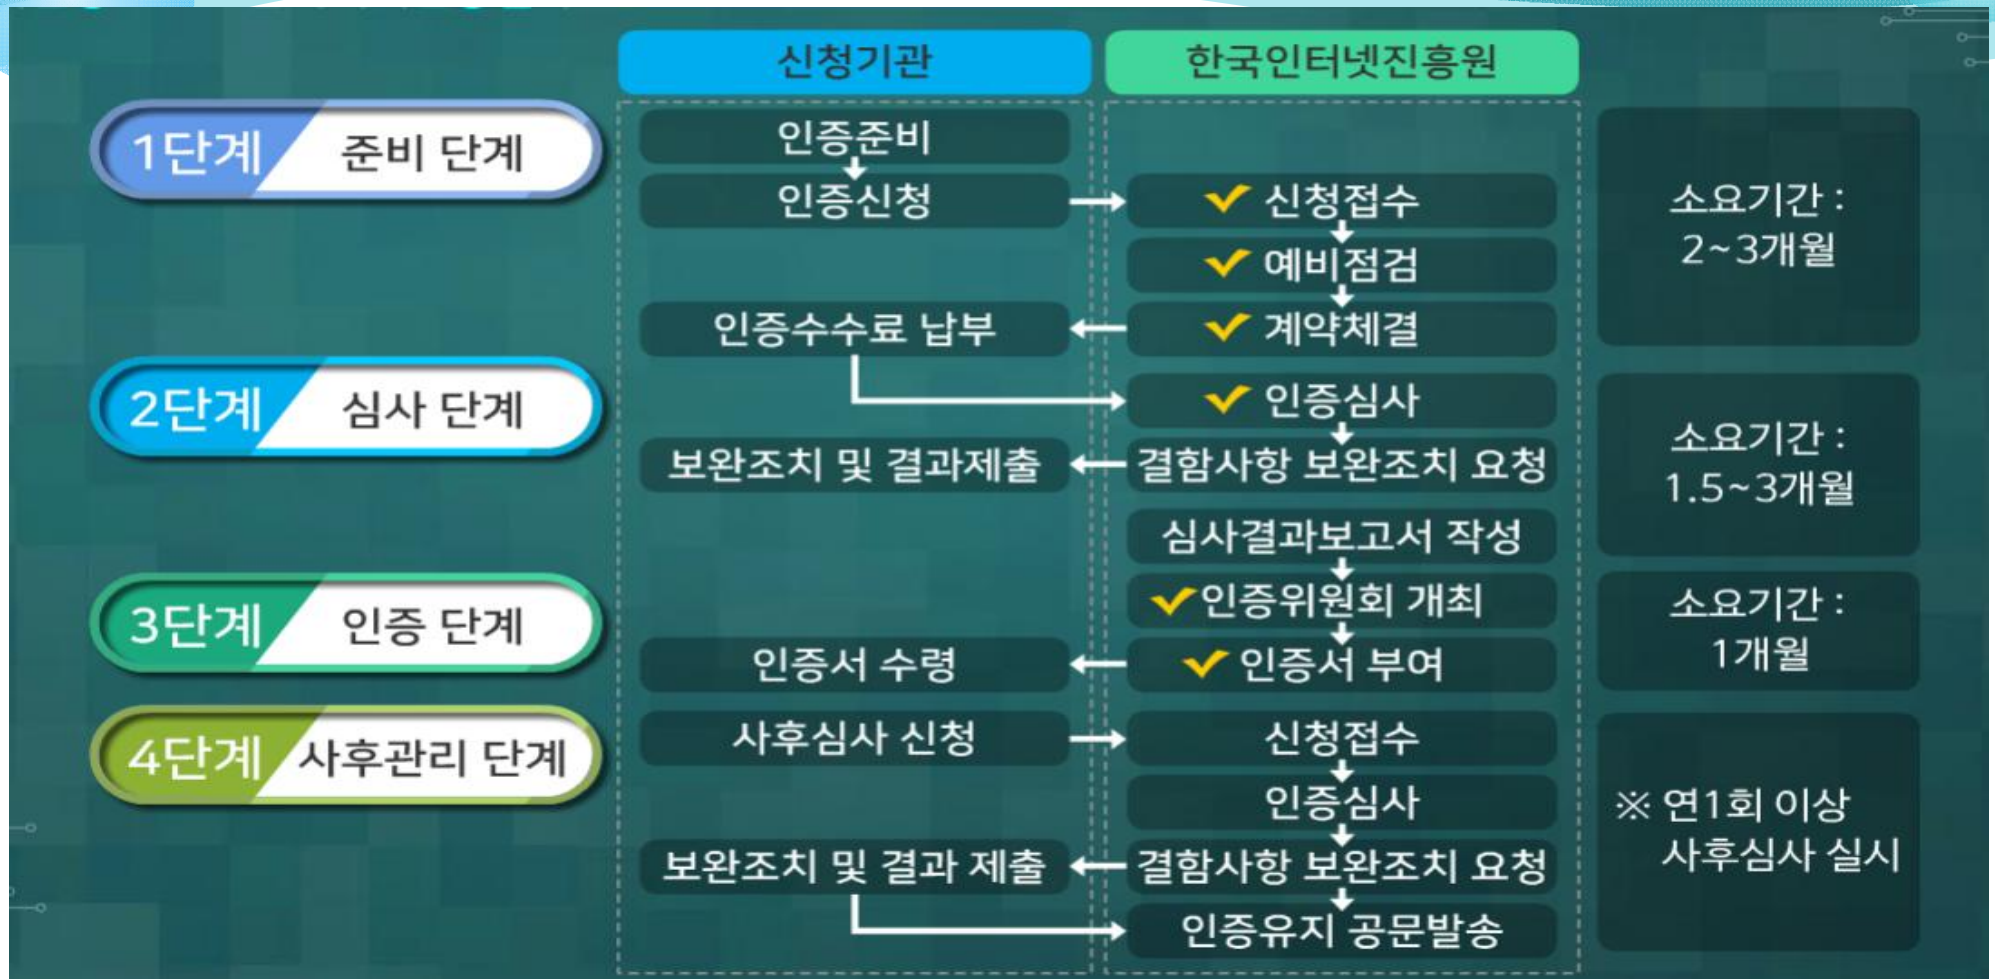 신청기관
한국인터넷진흥원
1단계 준비 단계
인증준비
인증신청
신청접수
예비점검
인증수수료 납부
계약체결
소요기간 :
2~3개월
2단계 심사 단계
인증심사
보완조치 및 결과제출
결함사항 보완조치 요청
소요기간 :
1.5~3개월
심사결과보고서 작성
3단계 인증 단계
인증위원회 개최
인증서 수령
인증서 부여
소요기간 :
1개월
4단계 사후관리 단계
사후심사 신청
신청접수
인증심사
보완조치 및 결과 제출
결함사항 보완조치 요청
인증유지 공문발송
※ 연1회 이상
사후심사 실시